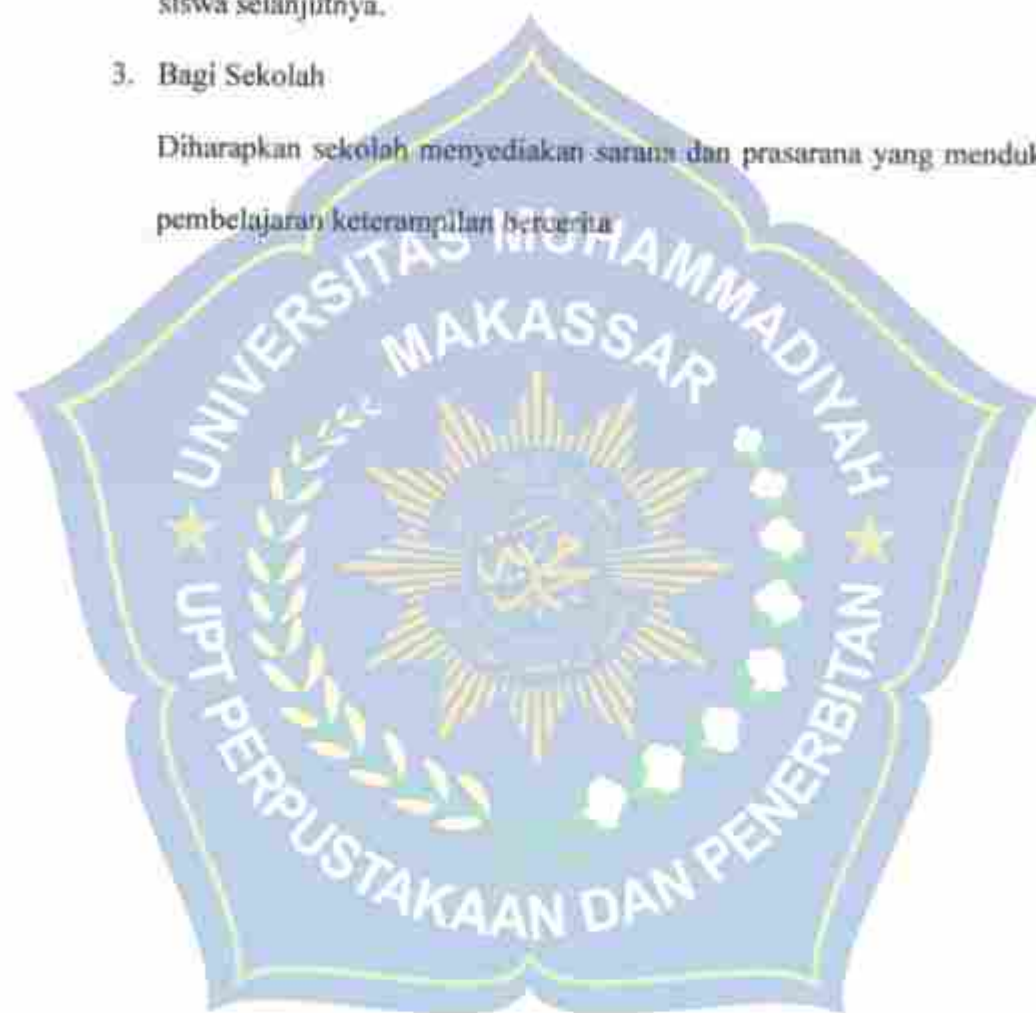 siswa selanjutnya.
3. Bagi Sekolah
Diharapkan sekolah menyediakan sarana dan prasarana yang menduk
pembelajaran keterampilan bercerita
UNIVERSITAS MUHAMMADIYAH
MAKASSAR
UPT PERPUSTAKAAN DAN PENERBITAN